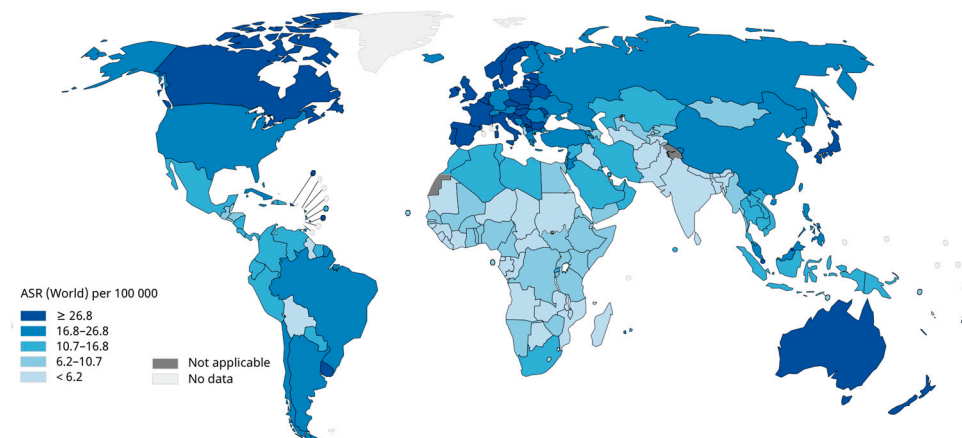 ASR (World) per 100 000
≥ 26.8
16.8–26.8
10.7–16.8
6.2–10.7
< 6.2
Not applicable
No data